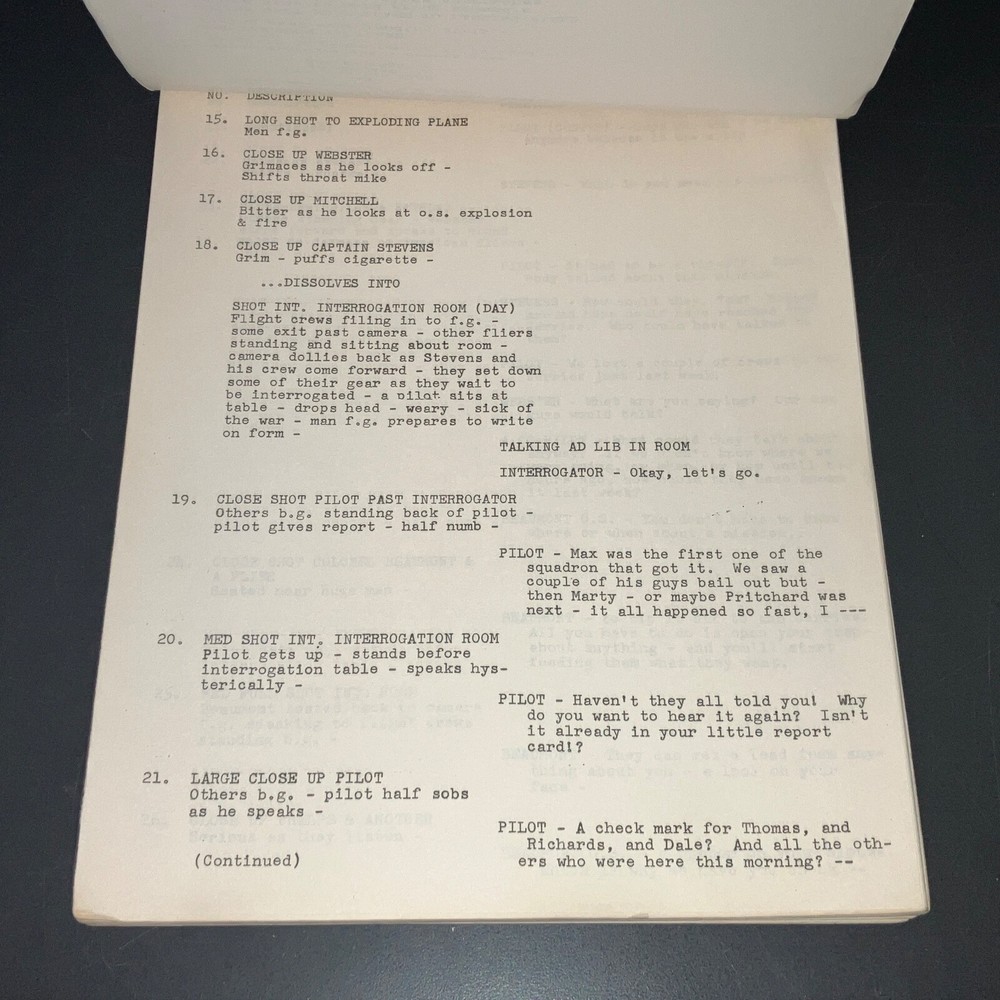 NO. DESCRIPTION
15. LONG SHOT TO EXPLODING PLANE
Men f.g.
16. CLOSE UP WEBSTER
Grimaces as he looks off -
Shifts throat mike
17. CLOSE UP MITCHELL
Bitter as he looks at o.s. explosion
& fire
18. CLOSE UP CAPTAIN STEVENS
Grim - puffs cigarette -
...DISSOLVES INTO
SHOT INT. INTERROGATION ROOM (DAY)
Flight crews filing in to f.g. -
some exit past camera - other fliers
standing and sitting about room -
camera dollies back as Stevens and
his crew come forward - they set down
some of their gear as they wait to
be interrogated - a pilot sits at
table - drops head - weary - sick of
the war - man f.g. prepares to write
on form -
TALKING AD LIB IN ROOM
INTERROGATOR - Okay, let's go.
19. CLOSE SHOT PILOT PAST INTERROGATOR
Others b.g. standing back of pilot -
pilot gives report - half numb -
PILOT - Max was the first one of the
squadron that got it. We saw a
couple of his guys bail out but -
then Marty - or maybe Pritchard was
next - it all happened so fast, I ---
20. MED SHOT INT. INTERROGATION ROOM
Pilot gets up - stands before
interrogation table - speaks hys-
terically -
PILOT - Haven't they all told you! Why
do you want to hear it again? Isn't
it already in your little report
card!?
21. LARGE CLOSE UP PILOT
Others b.g. - pilot half sobs
as he speaks -
PILOT - A check mark for Thomas, and
Richards, and Dale? And all the oth-
ers who were here this morning? --
(Continued)